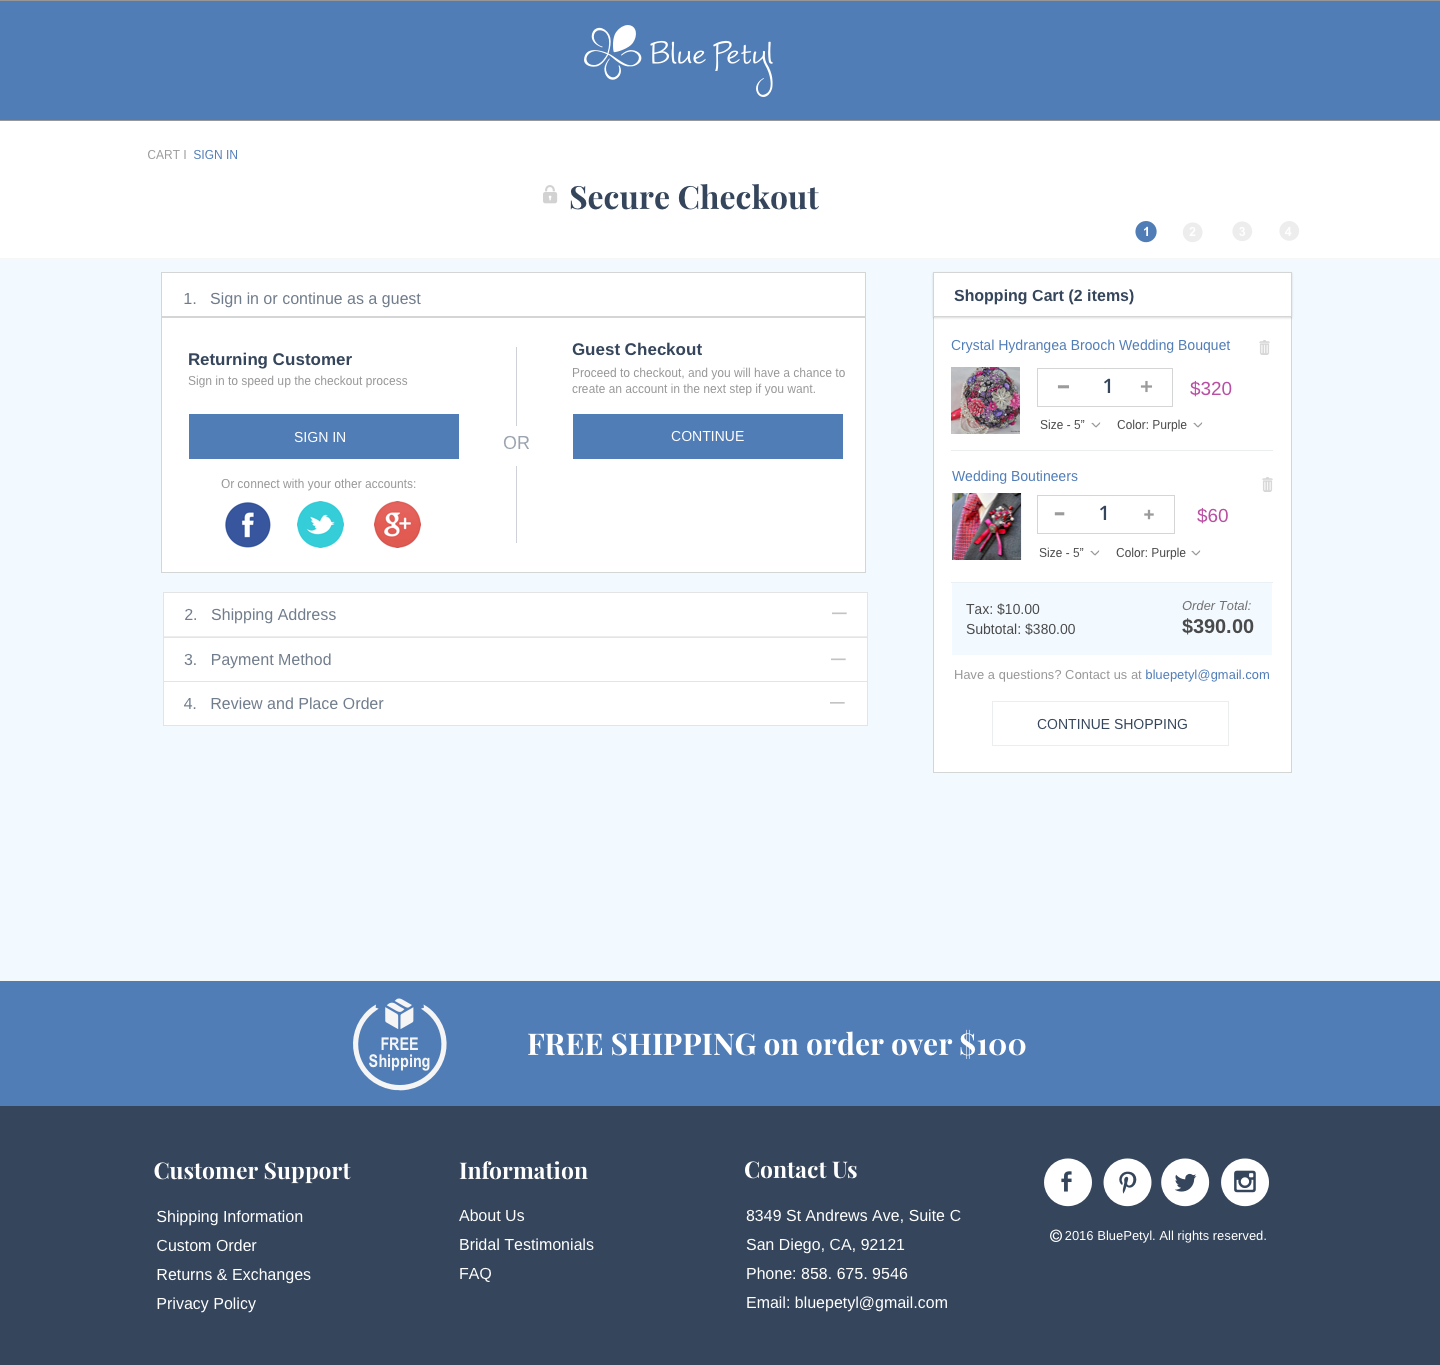 Blue Petyl
CART I SIGN IN
Secure Checkout
1 2 3 4
1. Sign in or continue as a guest
Returning Customer
Sign in to speed up the checkout process
SIGN IN
Or connect with your other accounts:
f g+
OR
Guest Checkout
Proceed to checkout, and you will have a chance to
create an account in the next step if you want.
CONTINUE
2. Shipping Address
3. Payment Method
4. Review and Place Order
Shopping Cart (2 items)
Crystal Hydrangea Brooch Wedding Bouquet
1 $320
Size - 5” Color: Purple
Wedding Boutineers
1 $60
Size - 5” Color: Purple
Tax: $10.00
Subtotal: $380.00
Order Total:
$390.00
Have a questions? Contact us at bluepetyl@gmail.com
CONTINUE SHOPPING
FREE
Shipping
FREE SHIPPING on order over $100
Customer Support
Shipping Information
Custom Order
Returns & Exchanges
Privacy Policy
Information
About Us
Bridal Testimonials
FAQ
Contact Us
8349 St Andrews Ave, Suite C
San Diego, CA, 92121
Phone: 858. 675. 9546
Email: bluepetyl@gmail.com
© 2016 BluePetyl. All rights reserved.